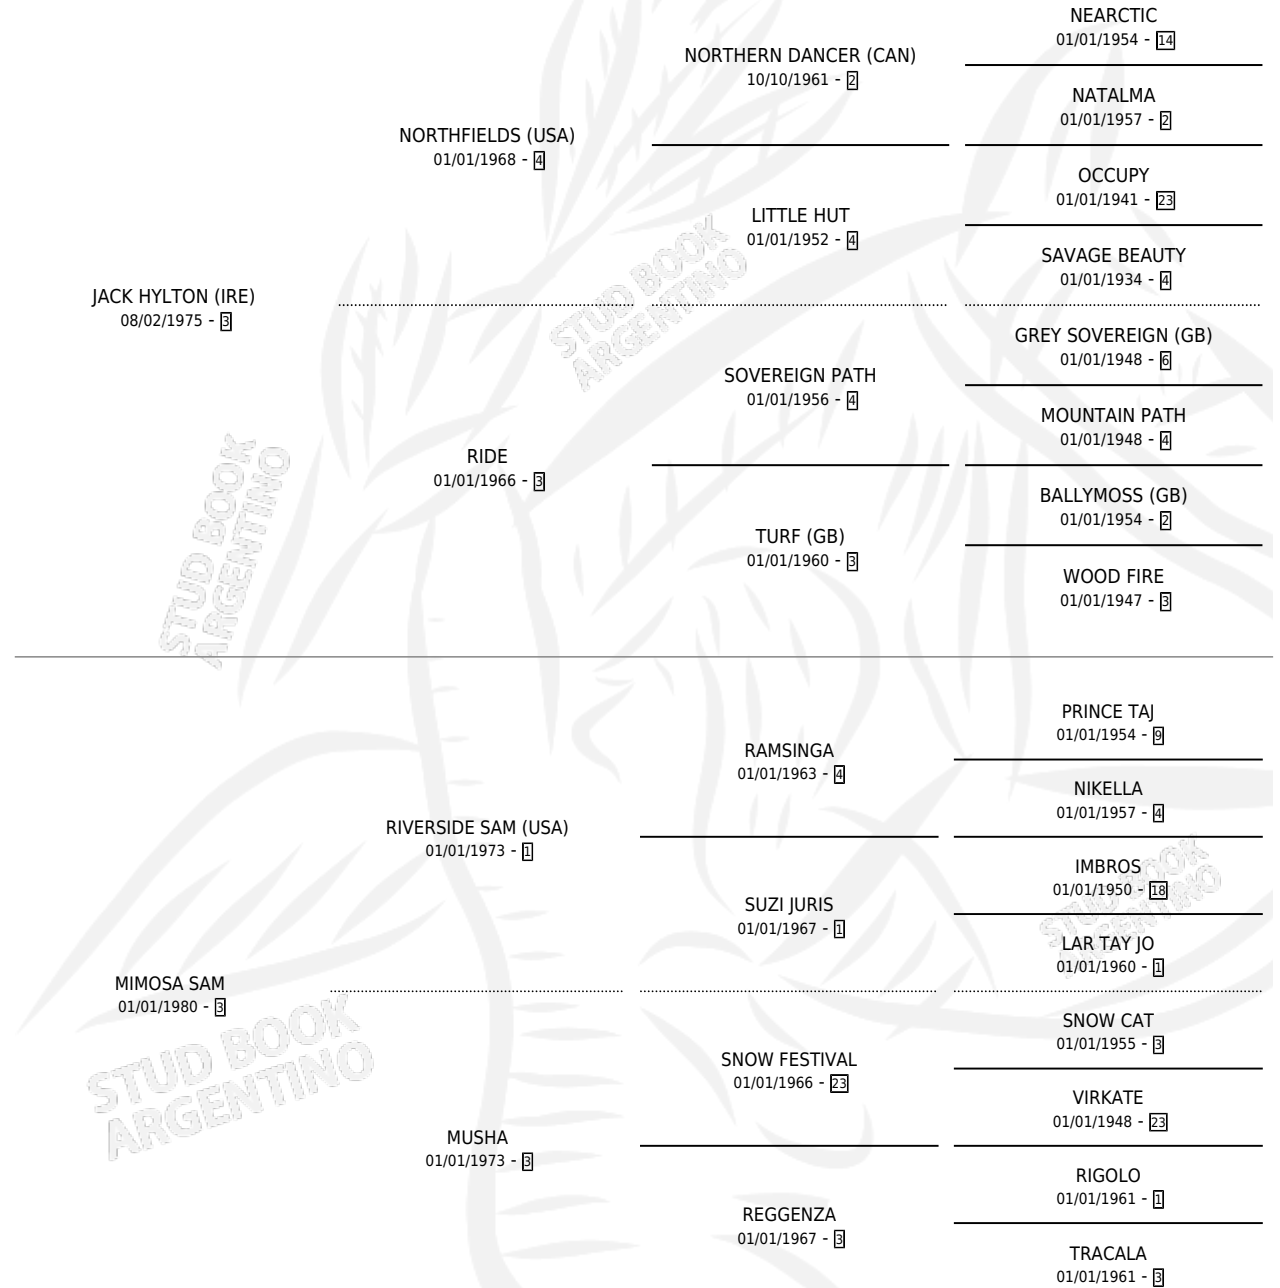 NEARCTIC
01/01/1954 - 14
NORTHERN DANCER (CAN)
10/10/1961 - 2
NATALMA
01/01/1957 - 2
NORTHFIELDS (USA)
01/01/1968 - 4
OCCUPY
01/01/1941 - 23
LITTLE HUT
01/01/1952 - 4
SAVAGE BEAUTY
01/01/1934 - 4
JACK HYLTON (IRE)
08/02/1975 - 3
GREY SOVEREIGN (GB)
01/01/1948 - 6
SOVEREIGN PATH
01/01/1956 - 4
MOUNTAIN PATH
01/01/1948 - 4
RIDE
01/01/1966 - 3
BALLYMOSS (GB)
01/01/1954 - 2
TURF (GB)
01/01/1960 - 3
WOOD FIRE
01/01/1947 - 3
PRINCE TAJ
01/01/1954 - 9
RAMSINGA
01/01/1963 - 4
NIKELLA
01/01/1957 - 4
RIVERSIDE SAM (USA)
01/01/1973 - 1
IMBROS
01/01/1950 - 18
SUZI JURIS
01/01/1967 - 1
LAR TAY JO
01/01/1960 - 1
MIMOSA SAM
01/01/1980 - 3
SNOW CAT
01/01/1955 - 3
SNOW FESTIVAL
01/01/1966 - 23
VIRKATE
01/01/1948 - 23
MUSHA
01/01/1973 - 3
RIGOLO
01/01/1961 - 1
REGGENZA
01/01/1967 - 3
TRACALA
01/01/1961 - 3
STUD BOOK
ARGENTINO
STUD BOOK
ARGENTINO
STUD BOOK
ARGENTINO
STUD BOOK
ARGENTINO